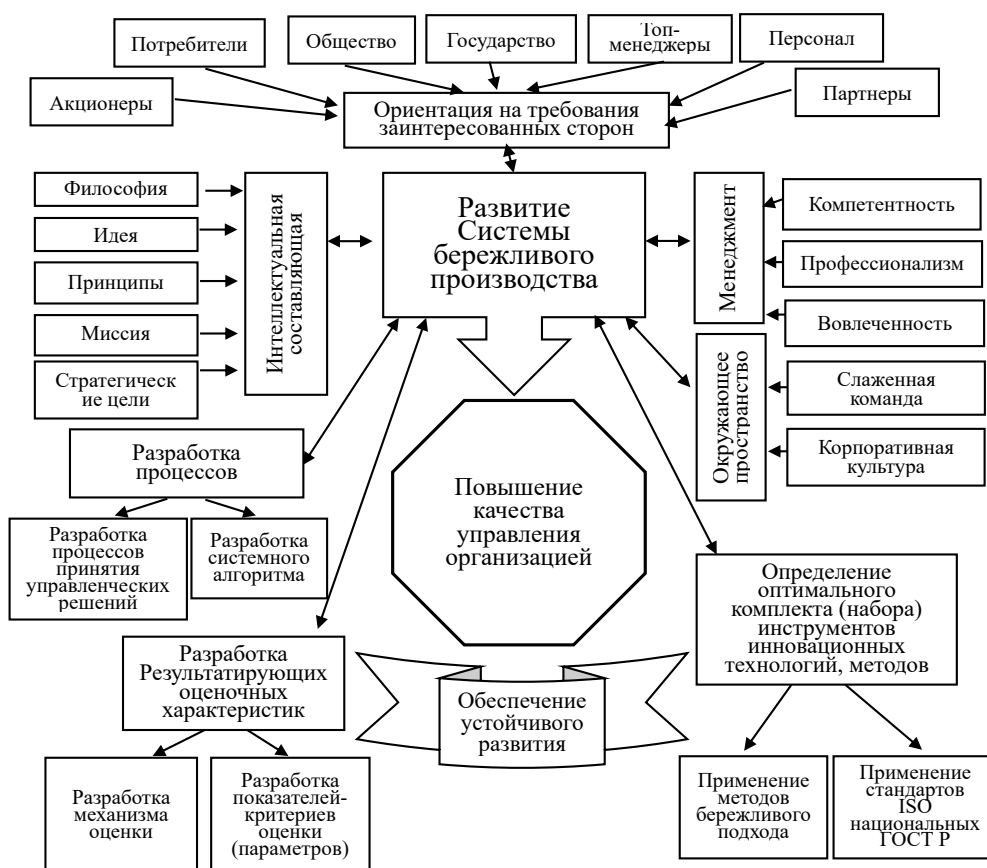 Потребители
Общество
Государство
Топ-
менеджеры
Персонал
Акционеры
Ориентация на требования
заинтересованных сторон
Партнеры
Философия
Идея
Принципы
Миссия
Стратегическ
ие цели
Интеллектуальная
составляющая
Развитие
Системы
бережливого
производства
Менеджмент
Компетентность
Профессионализм
Вовлеченность
Окружающее
пространство
Слаженная
команда
Корпоративная
культура
Разработка
процессов
Разработка
процессов
принятия
управленческих
решений
Разработка
системного
алгоритма
Повышение
качества
управления
организацией
Определение
оптимального
комплекта (набора)
инструментов
инновационных
технологий, методов
Разработка
Результатирующих
оценочных
характеристик
Обеспечение
устойчивого
развития
Разработка
механизма
оценки
Разработка
показателей-
критериев
оценки
(параметров)
Применение
методов
бережливого
подхода
Применение
стандартов
ISO
национальных
ГОСТ Р